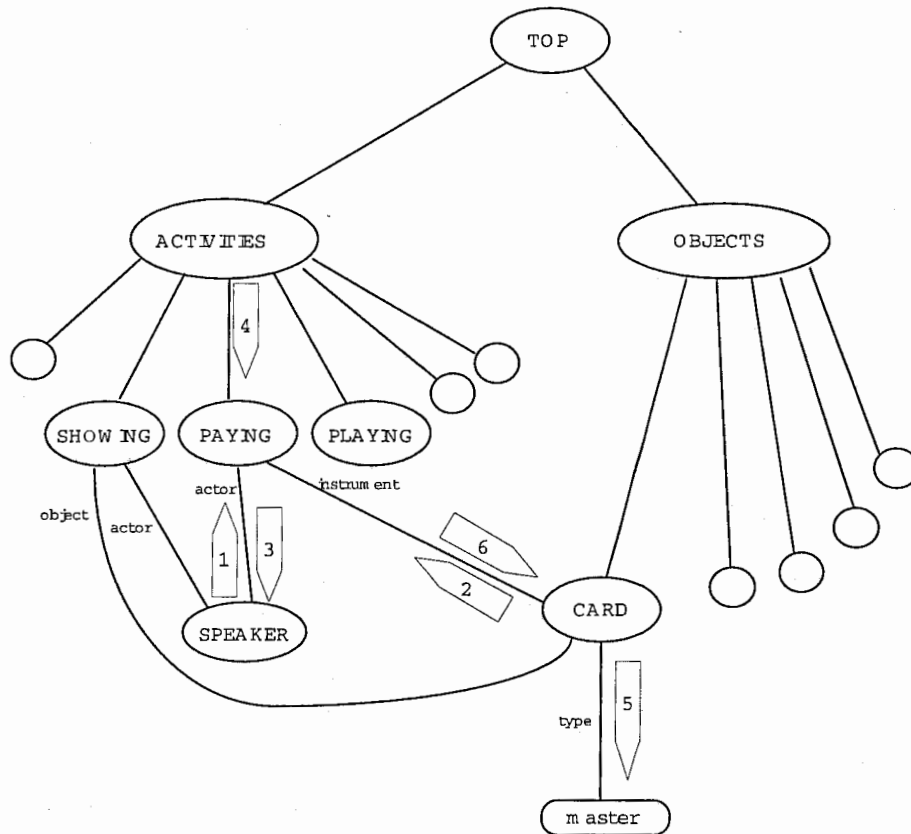 TOP
ACTIVITIES
OBJECTS
4
SHOWING
PAYING
PLAYING
actor
instrument
object
actor
1
3
6
2
SPEAKER
CARD
type
5
master